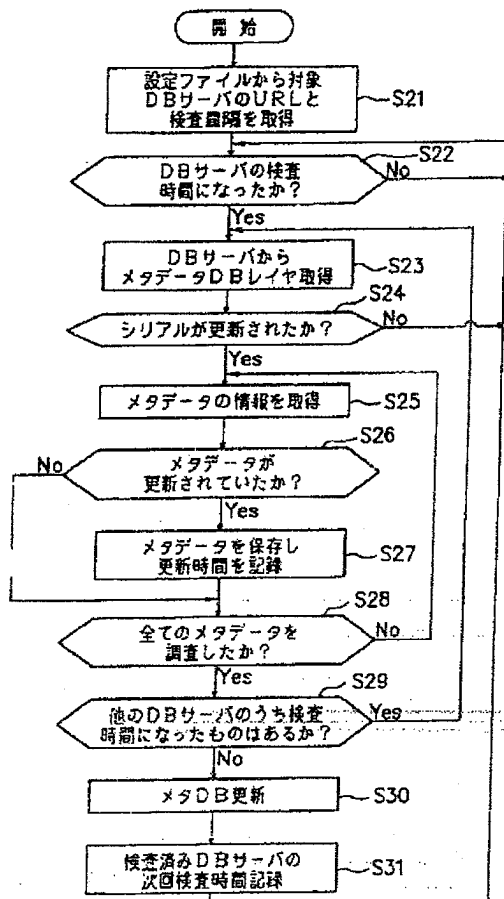 開始
設定ファイルから対象
DBサーバのURLと
検査間隔を取得
S21
DBサーバの検査
時間になったか?
S22
No
Yes
DBサーバから
メタデータDBレイヤ取得
S23
シリアルが更新されたか?
S24
No
Yes
メタデータの情報を取得
S25
メタデータが
更新されていたか?
S26
No
Yes
メタデータを保存し
更新時間を記録
S27
全てのメタデータを
調査したか?
S28
No
Yes
他のDBサーバのうち検査
時間になったものはあるか?
S29
Yes
No
メタDB更新
S30
検査済みDBサーバの
次回検査時間記録
S31